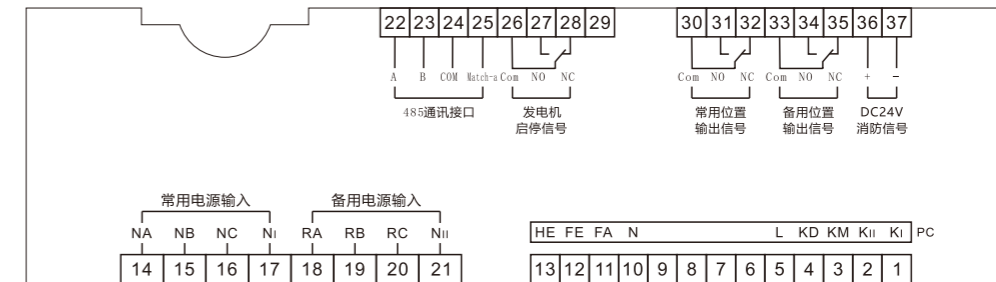 22 23 24 25 26 27 28 29 30 31 32 33 34 35 36 37
A B COM Match-a Com NO NC Com NO NC Com NO NC + −
485通讯接口 发电机 常用位置 备用位置 DC24V
启停信号 输出信号 输出信号 消防信号
常用电源输入 备用电源输入
NA NB NC NI RA RB RC NII HE FE FA N L KD KM KII KI PC
14 15 16 17 18 19 20 21 13 12 11 10 9 8 7 6 5 4 3 2 1